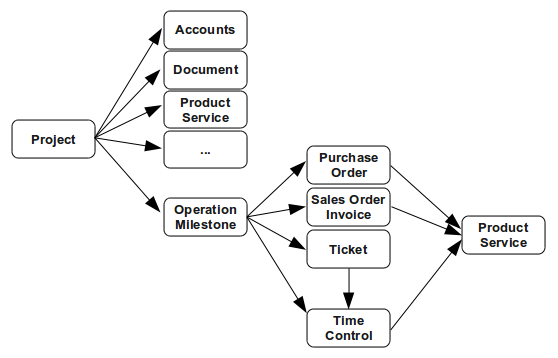 Accounts
Document
Product
Service
Project
...
Operation
Milestone
Purchase
Order
Sales Order
Invoice
Ticket
Time
Control
Product
Service